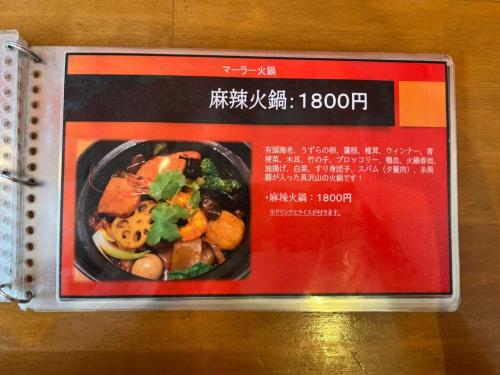 マーラー火鍋
麻辣火鍋:1800円
有頭海老、うずらの卵、蓮根、椎茸、ウィンナー、青
梗菜、木耳、竹の子、ブロッコリー、鴨血、火鍋春雨、
油揚げ、白菜、すり身団子、スパム(夕餐肉)、糸蒟
蒻が入った具沢山の火鍋です!
・麻辣火鍋:1800円
※ドリンクとライスが付きます。